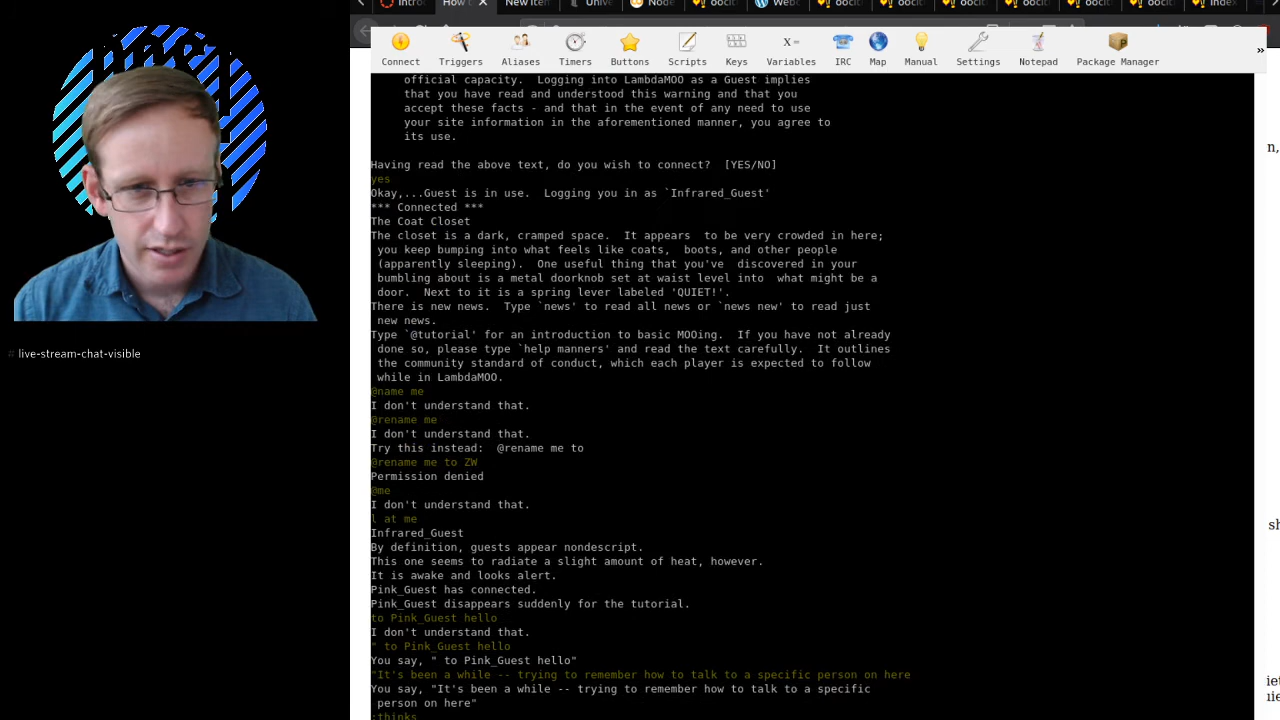 How t
New Item
Node
oocit
oocit
oocit
oocit
oocit
oocit
Index
Connect
Triggers
Aliases
Timers
Buttons
Scripts
Keys
X =
Variables
IRC
Map
Manual
Settings
Notepad
Package Manager
»
official capacity.  Logging into LambdaMOO as a Guest implies
that you have read and understood this warning and that you
accept these facts - and that in the event of any need to use
your site information in the aforementioned manner, you agree to
its use.
Having read the above text, do you wish to connect?  [YES/NO]
yes
Okay,...Guest is in use.  Logging you in as `Infrared_Guest'
*** Connected ***
The Coat Closet
The closet is a dark, cramped space.  It appears  to be very crowded in here;
you keep bumping into what feels like coats,  boots, and other people
(apparently sleeping).  One useful thing that you've  discovered in your
bumbling about is a metal doorknob set at waist level into  what might be a
door.  Next to it is a spring lever labeled 'QUIET!'.
There is new news.  Type `news' to read all news or `news new' to read just
new news.
Type `@tutorial' for an introduction to basic MOOing.  If you have not already
done so, please type `help manners' and read the text carefully.  It outlines
the community standard of conduct, which each player is expected to follow
while in LambdaMOO.
@name me
I don't understand that.
@rename me
I don't understand that.
Try this instead:  @rename me to
@rename me to ZW
Permission denied
@me
I don't understand that.
l at me
Infrared_Guest
By definition, guests appear nondescript.
This one seems to radiate a slight amount of heat, however.
It is awake and looks alert.
Pink_Guest has connected.
Pink_Guest disappears suddenly for the tutorial.
to Pink_Guest hello
I don't understand that.
" to Pink_Guest hello
You say, " to Pink_Guest hello"
"It's been a while -- trying to remember how to talk to a specific person on here
You say, "It's been a while -- trying to remember how to talk to a specific
person on here"
:thinks
# live-stream-chat-visible
n,